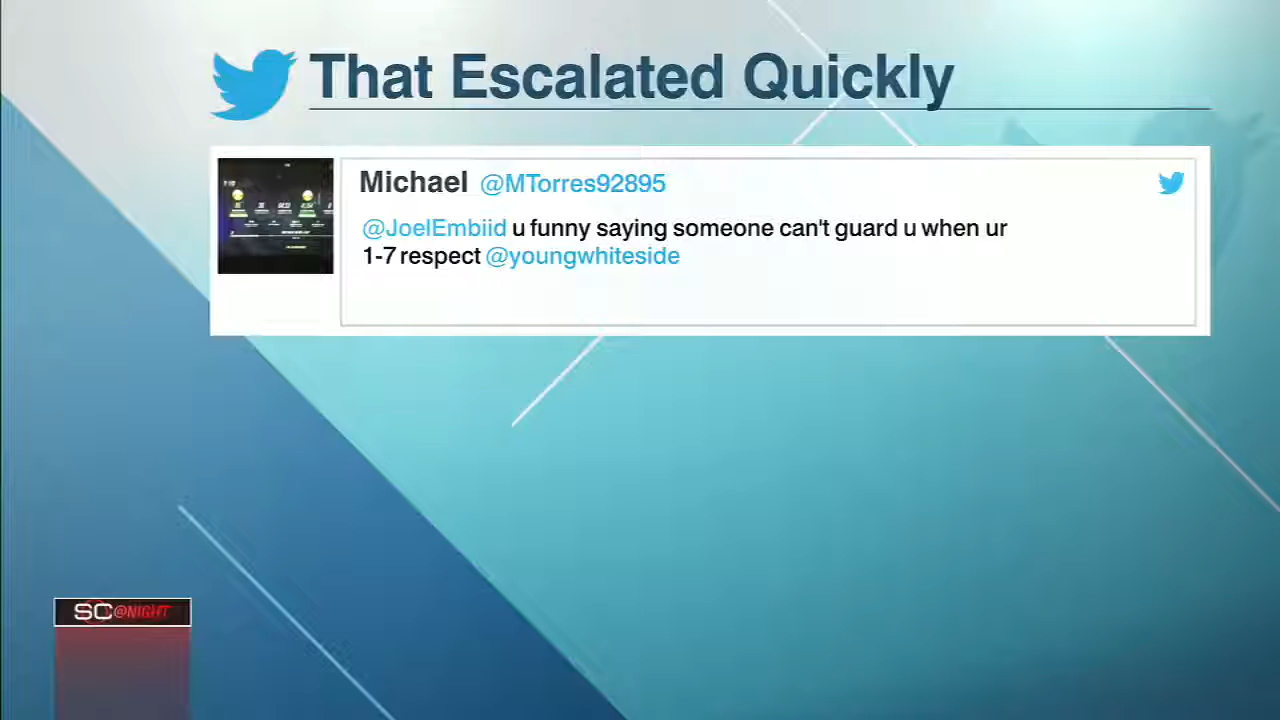 That Escalated Quickly
Michael @MTorres92895
@JoelEmbiid u funny saying someone can't guard u when ur
1-7 respect @youngwhiteside
SC@NIGHT